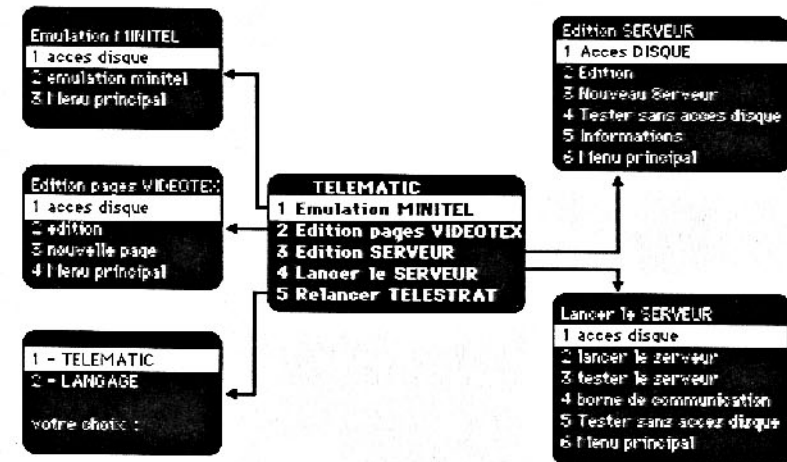 Emulation MINITEL
1 acces disque
2 emulation minitel
3 Menu principal
Edition pages VIDEOTEX
1 acces disque
2 edition
3 nouvelle page
4 Menu principal
1 - TELEMATIC
2 - LANGAGE
votre choix :
TELEMATIC
1 Emulation MINITEL
2 Edition pages VIDEOTEX
3 Edition SERVEUR
4 Lancer le SERVEUR
5 Relancer TELESTRAT
Edition SERVEUR
1 Acces DISQUE
2 Edition
3 Nouveau Serveur
4 Tester sans acces disque
5 Informations
6 Menu principal
Lancer le SERVEUR
1 acces disque
2 lancer le serveur
3 tester le serveur
4 borne de communication
5 Tester sans acces disque
6 Menu principal